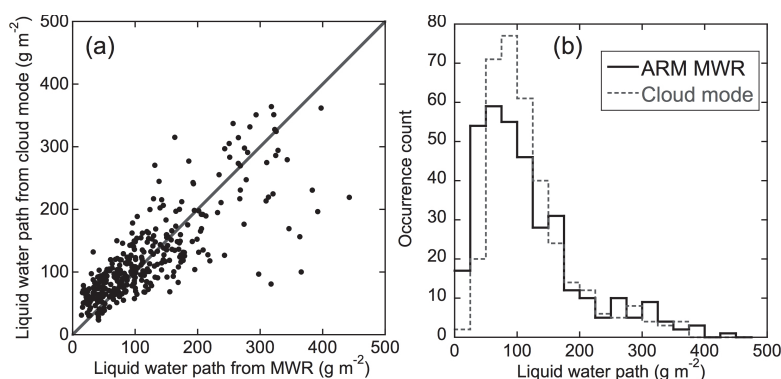 500
400
300
200
100
0
Liquid water path from cloud mode (g m-2)
(a)
0 100 200 300 400 500
Liquid water path from MWR (g m-2)
80
70
60
50
40
30
20
10
0
Occurrence count
(b)
ARM MWR
Cloud mode
0 100 200 300 400 500
Liquid water path (g m-2)